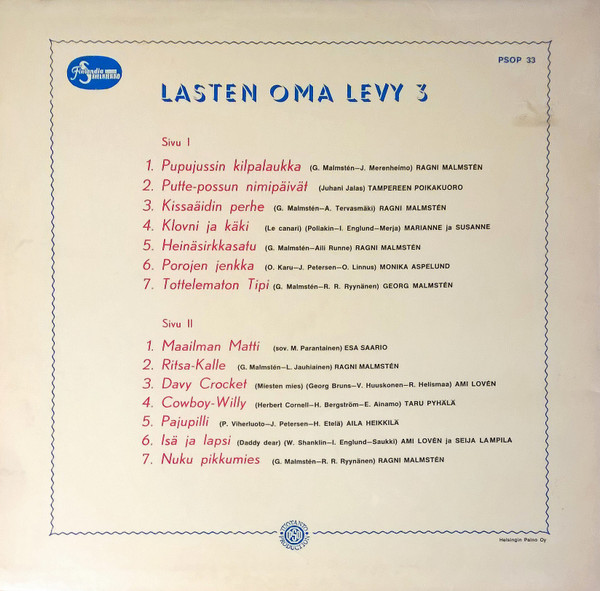 Finlandia
SÄVELKERHO
PSOP 33
LASTEN OMA LEVY 3
Sivu I
1. Pupujussin kilpalaukka (G. Malmstén—J. Merenheimo) RAGNI MALMSTÉN
2. Putte-possun nimipäivät (Juhani Jalas) TAMPEREEN POIKAKUORO
3. Kissaäidin perhe (G. Malmstén—A. Tervasmäki) RAGNI MALMSTÉN
4. Klovni ja käki (Le canari) (Poliakin—I. Englund—Merja) MARIANNE ja SUSANNE
5. Heinäsirkkasatu (G. Malmstén—Aili Runne) RAGNI MALMSTÉN
6. Porojen jenkka (O. Karu—J. Petersen—O. Linnus) MONIKA ASPELUND
7. Tottelematon Tipi (G. Malmstén—R. R. Ryynänen) GEORG MALMSTÉN
Sivu II
1. Maailman Matti (sov. M. Parantainen) ESA SAARIO
2. Ritsa-Kalle (G. Malmstén—L. Jauhiainen) RAGNI MALMSTÉN
3. Davy Crocket (Miesten mies) (Georg Bruns—V. Huuskonen—R. Helismaa) AMI LOVÉN
4. Cowboy-Willy (Herbert Cornell—H. Bergström—E. Ainamo) TARU PYHÄLÄ
5. Pajupilli (P. Viherluoto—J. Petersen—H. Etelä) AILA HEIKKILÄ
6. Isä ja lapsi (Daddy dear) (W. Shanklin—I. Englund—Saukki) AMI LOVÉN ja SEIJA LAMPILA
7. Nuku pikkumies (G. Malmstén—R. R. Ryynänen) RAGNI MALMSTÉN
TUOTANTO
PRODUCTION
Helsingin Paino Oy